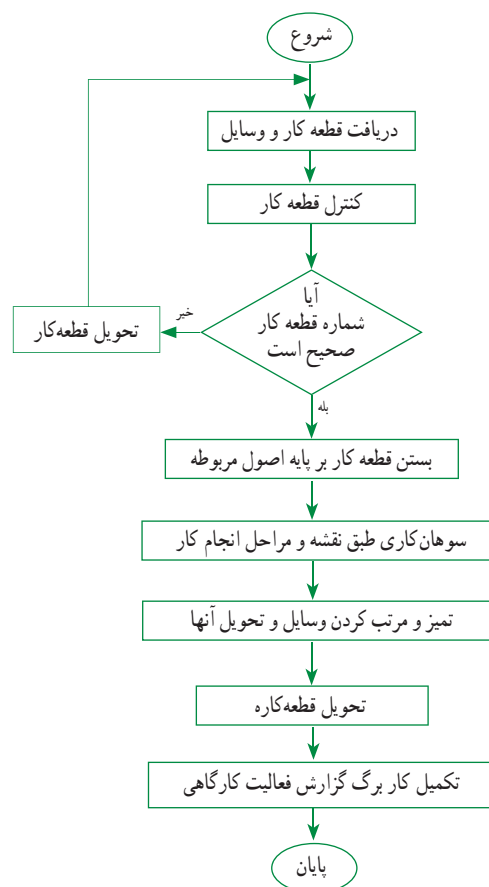 شروع
دریافت قطعه کار و وسایل
کنترل قطعه کار
آیا
شماره قطعه کار
صحیح است
خیر
تحویل قطعه‌کار
بله
بستن قطعه کار بر پایه اصول مربوطه
سوهان‌کاری طبق نقشه و مراحل انجام کار
تمیز و مرتب کردن وسایل و تحویل آنها
تحویل قطعه‌کاره
تکمیل کار برگ گزارش فعالیت کارگاهی
پایان